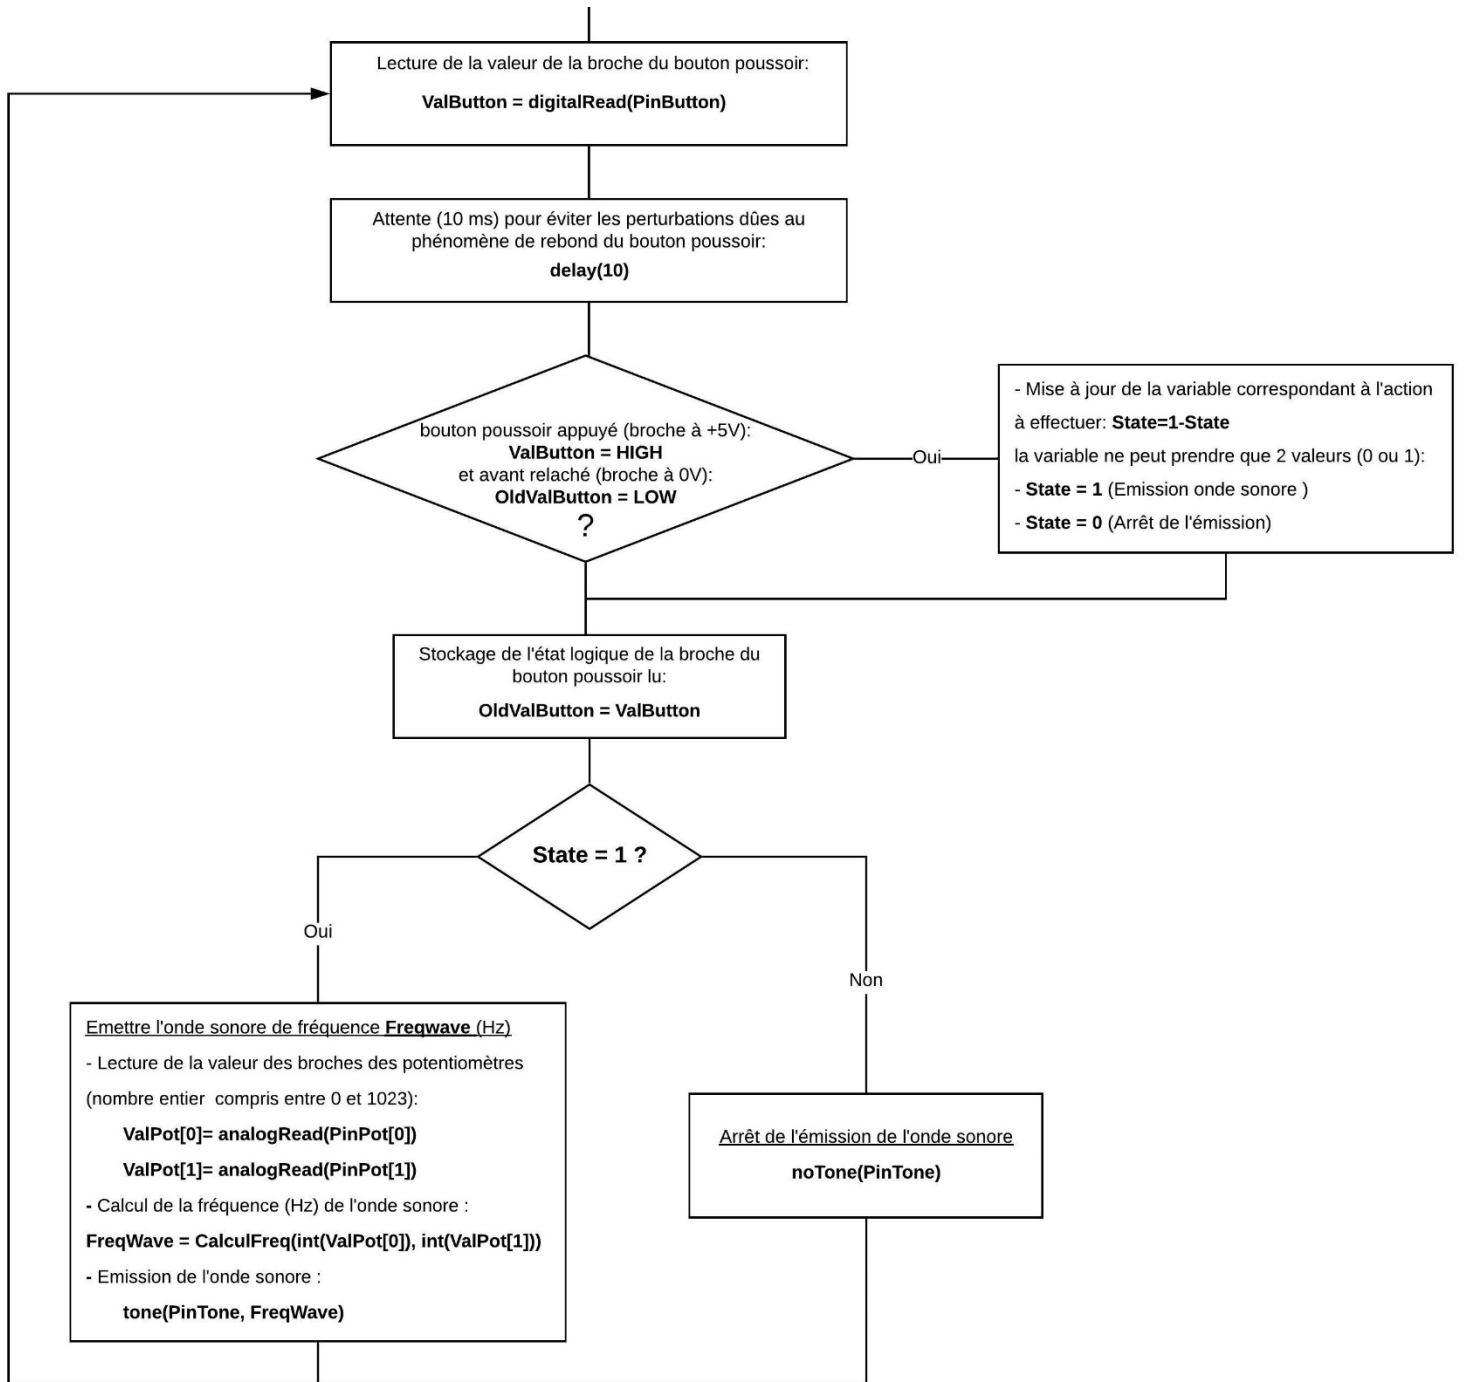 Lecture de la valeur de la broche du bouton poussoir:
ValButton = digitalRead(PinButton)
Attente (10 ms) pour éviter les perturbations dûes au
phénomène de rebond du bouton poussoir:
delay(10)
bouton poussoir appuyé (broche à +5V):
ValButton = HIGH
et avant relaché (broche à 0V):
OldValButton = LOW
?
Oui
- Mise à jour de la variable correspondant à l'action
à effectuer: State=1-State
la variable ne peut prendre que 2 valeurs (0 ou 1):
- State = 1 (Emission onde sonore )
- State = 0 (Arrêt de l'émission)
Stockage de l'état logique de la broche du
bouton poussoir lu:
OldValButton = ValButton
State = 1 ?
Oui
Non
Emettre l'onde sonore de fréquence Freqwave (Hz)
- Lecture de la valeur des broches des potentiomètres
(nombre entier  compris entre 0 et 1023):
ValPot[0]= analogRead(PinPot[0])
ValPot[1]= analogRead(PinPot[1])
- Calcul de la fréquence (Hz) de l'onde sonore :
FreqWave = CalculFreq(int(ValPot[0]), int(ValPot[1]))
- Emission de l'onde sonore :
tone(PinTone, FreqWave)
Arrêt de l'émission de l'onde sonore
noTone(PinTone)